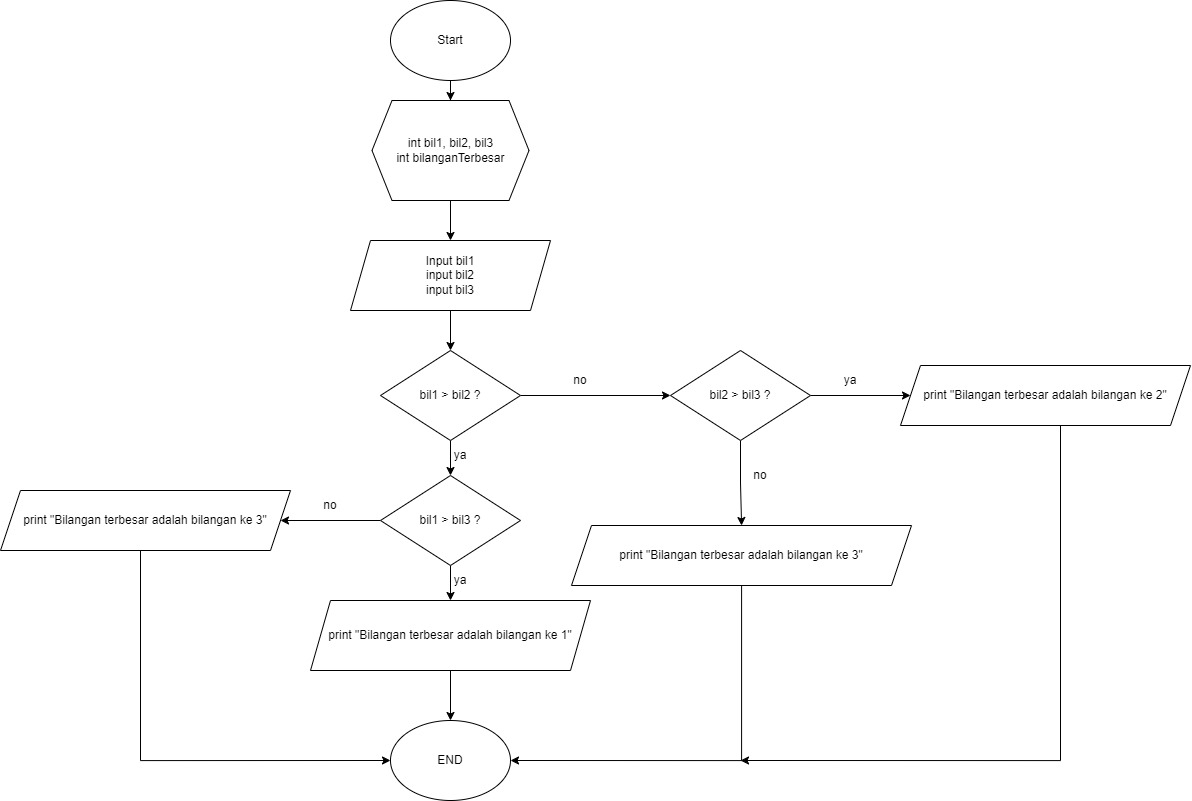 Start
int bil1, bil2, bil3
int bilanganTerbesar
Input bil1
input bil2
input bil3
bil1 > bil2 ?
no
bil2 > bil3 ?
ya
print "Bilangan terbesar adalah bilangan ke 2"
ya
no
print "Bilangan terbesar adalah bilangan ke 3"
no
bil1 > bil3 ?
print "Bilangan terbesar adalah bilangan ke 3"
ya
print "Bilangan terbesar adalah bilangan ke 1"
END